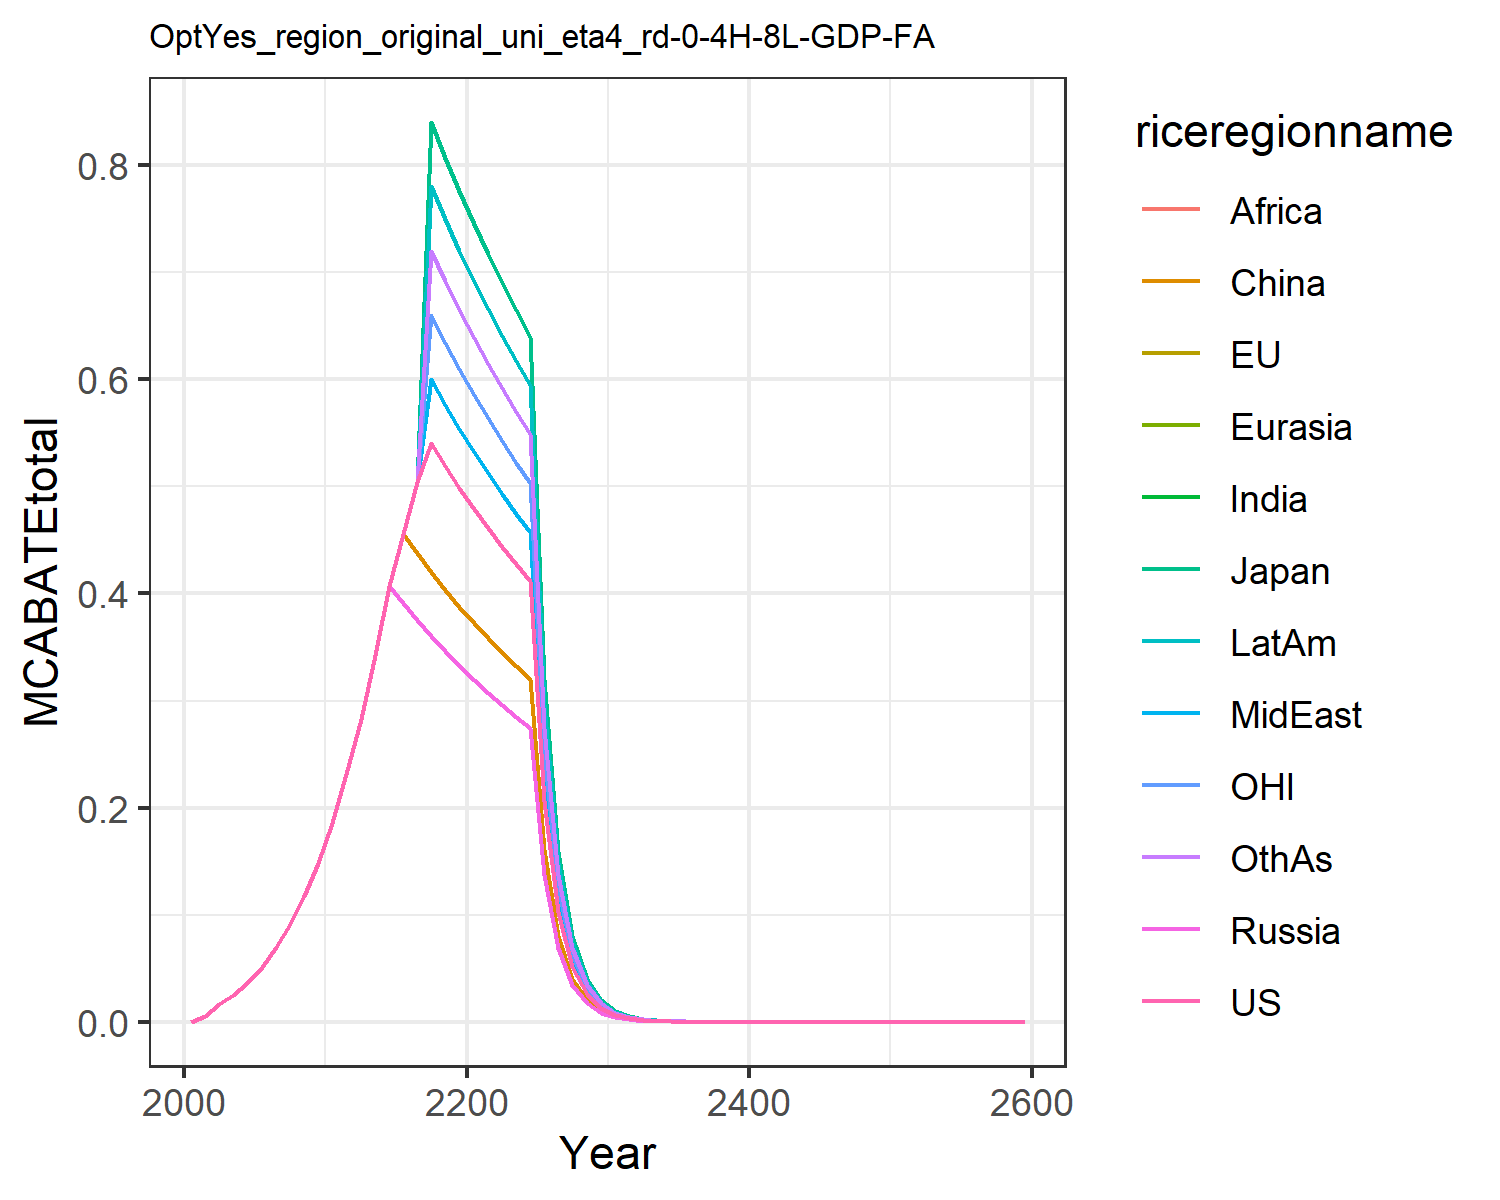 OptYes_region_original_uni_eta4_rd-0-4H-8L-GDP-FA
MCABATEtotal
0.8
0.6
0.4
0.2
0.0
2000
2200
2400
2600
Year
riceregionname
Africa
China
EU
Eurasia
India
Japan
LatAm
MidEast
OHI
OthAs
Russia
US